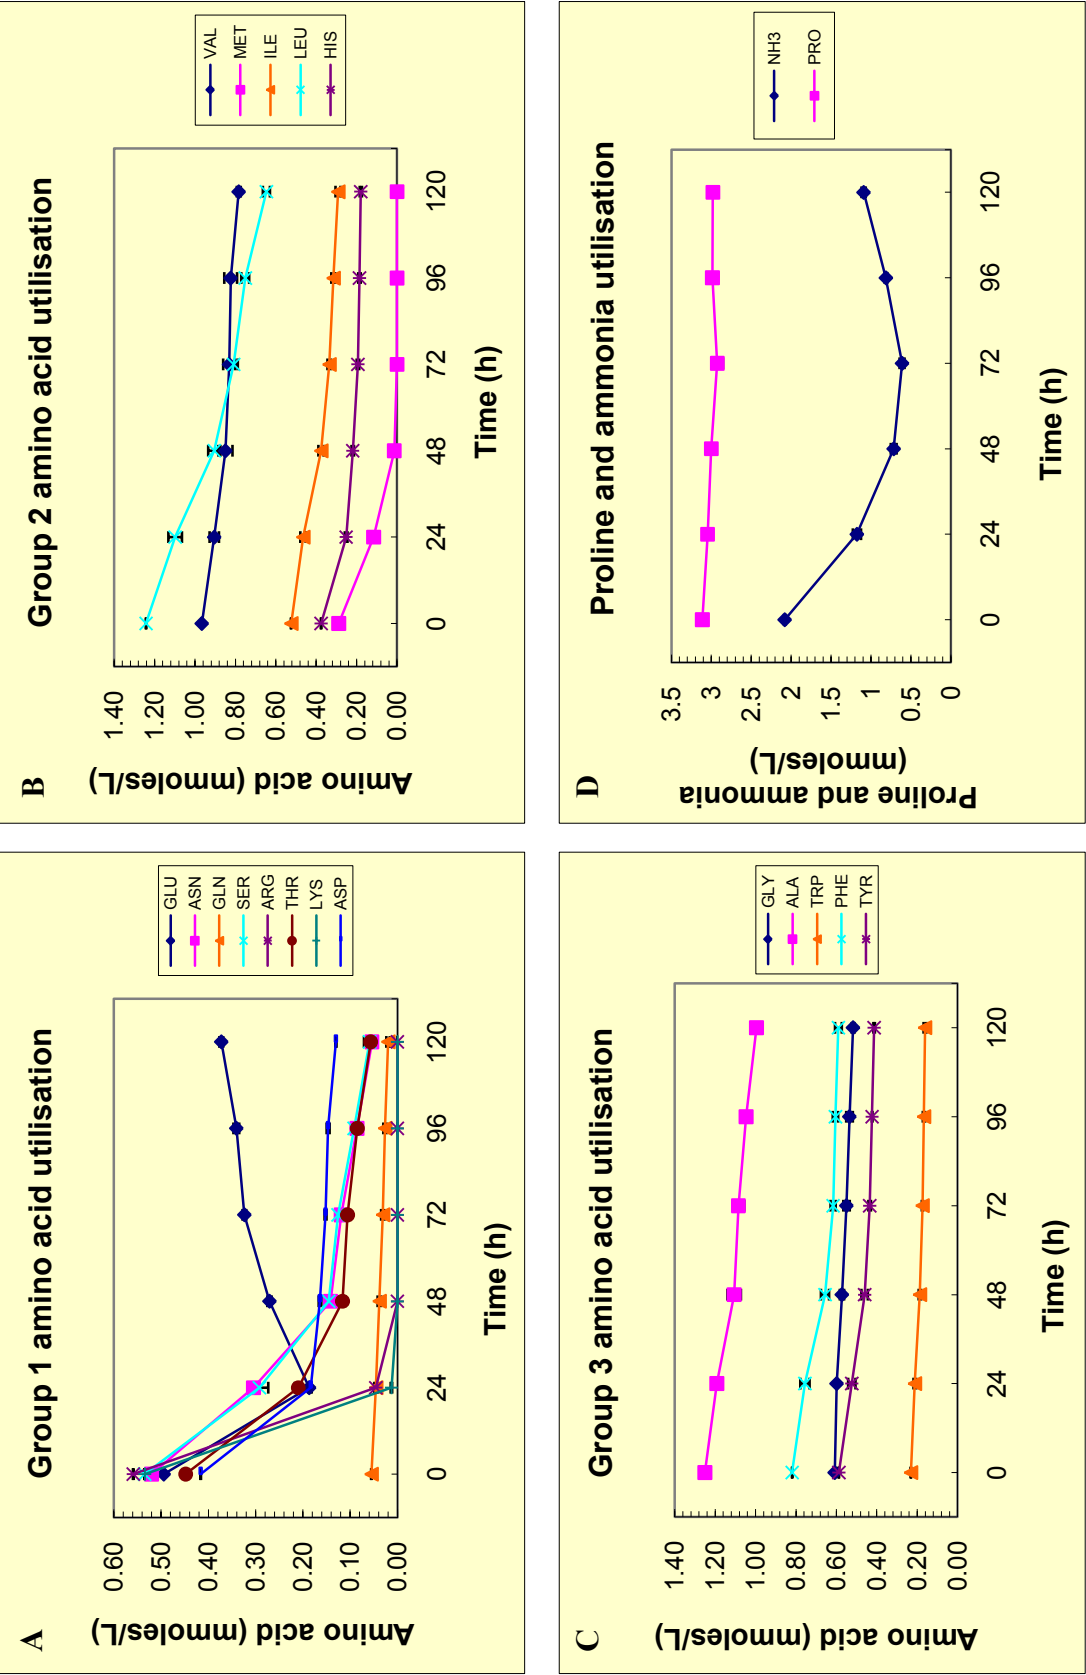 A
Group 1 amino acid utilisation
Amino acid (mmoles/L)
0.60
0.50
0.40
0.30
0.20
0.10
0.00
0 24 48 72 96 120
Time (h)
GLU
ASN
GLN
SER
ARG
THR
LYS
ASP
B
Group 2 amino acid utilisation
Amino acid (mmoles/L)
1.40
1.20
1.00
0.80
0.60
0.40
0.20
0.00
0 24 48 72 96 120
Time (h)
VAL
MET
ILE
LEU
HIS
C
Group 3 amino acid utilisation
Amino acid (mmoles/L)
1.40
1.20
1.00
0.80
0.60
0.40
0.20
0.00
0 24 48 72 96 120
Time (h)
GLY
ALA
TRP
PHE
TYR
D
Proline and ammonia utilisation
Proline and ammonia
(mmoles/L)
3.5
3
2.5
2
1.5
1
0.5
0
0 24 48 72 96 120
Time (h)
NH3
PRO